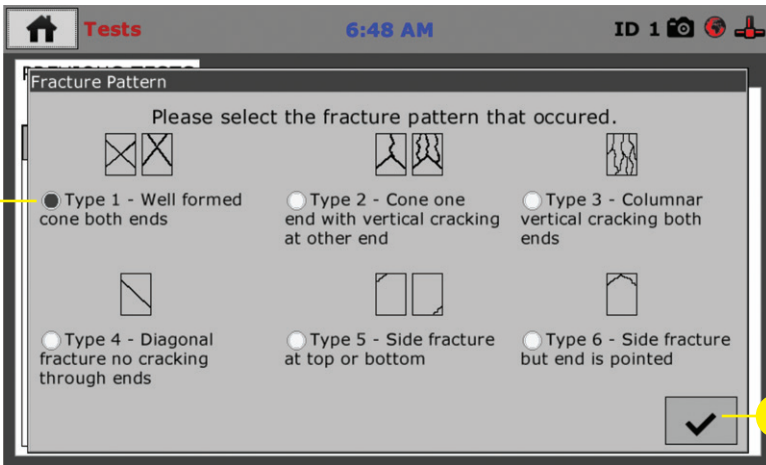 Tests 6:48 AM ID 1
Fracture Pattern
Please select the fracture pattern that occured.
Type 1 - Well formed
cone both ends
Type 2 - Cone one
end with vertical cracking
at other end
Type 3 - Columnar
vertical cracking both
ends
Type 4 - Diagonal
fracture no cracking
through ends
Type 5 - Side fracture
at top or bottom
Type 6 - Side fracture
but end is pointed